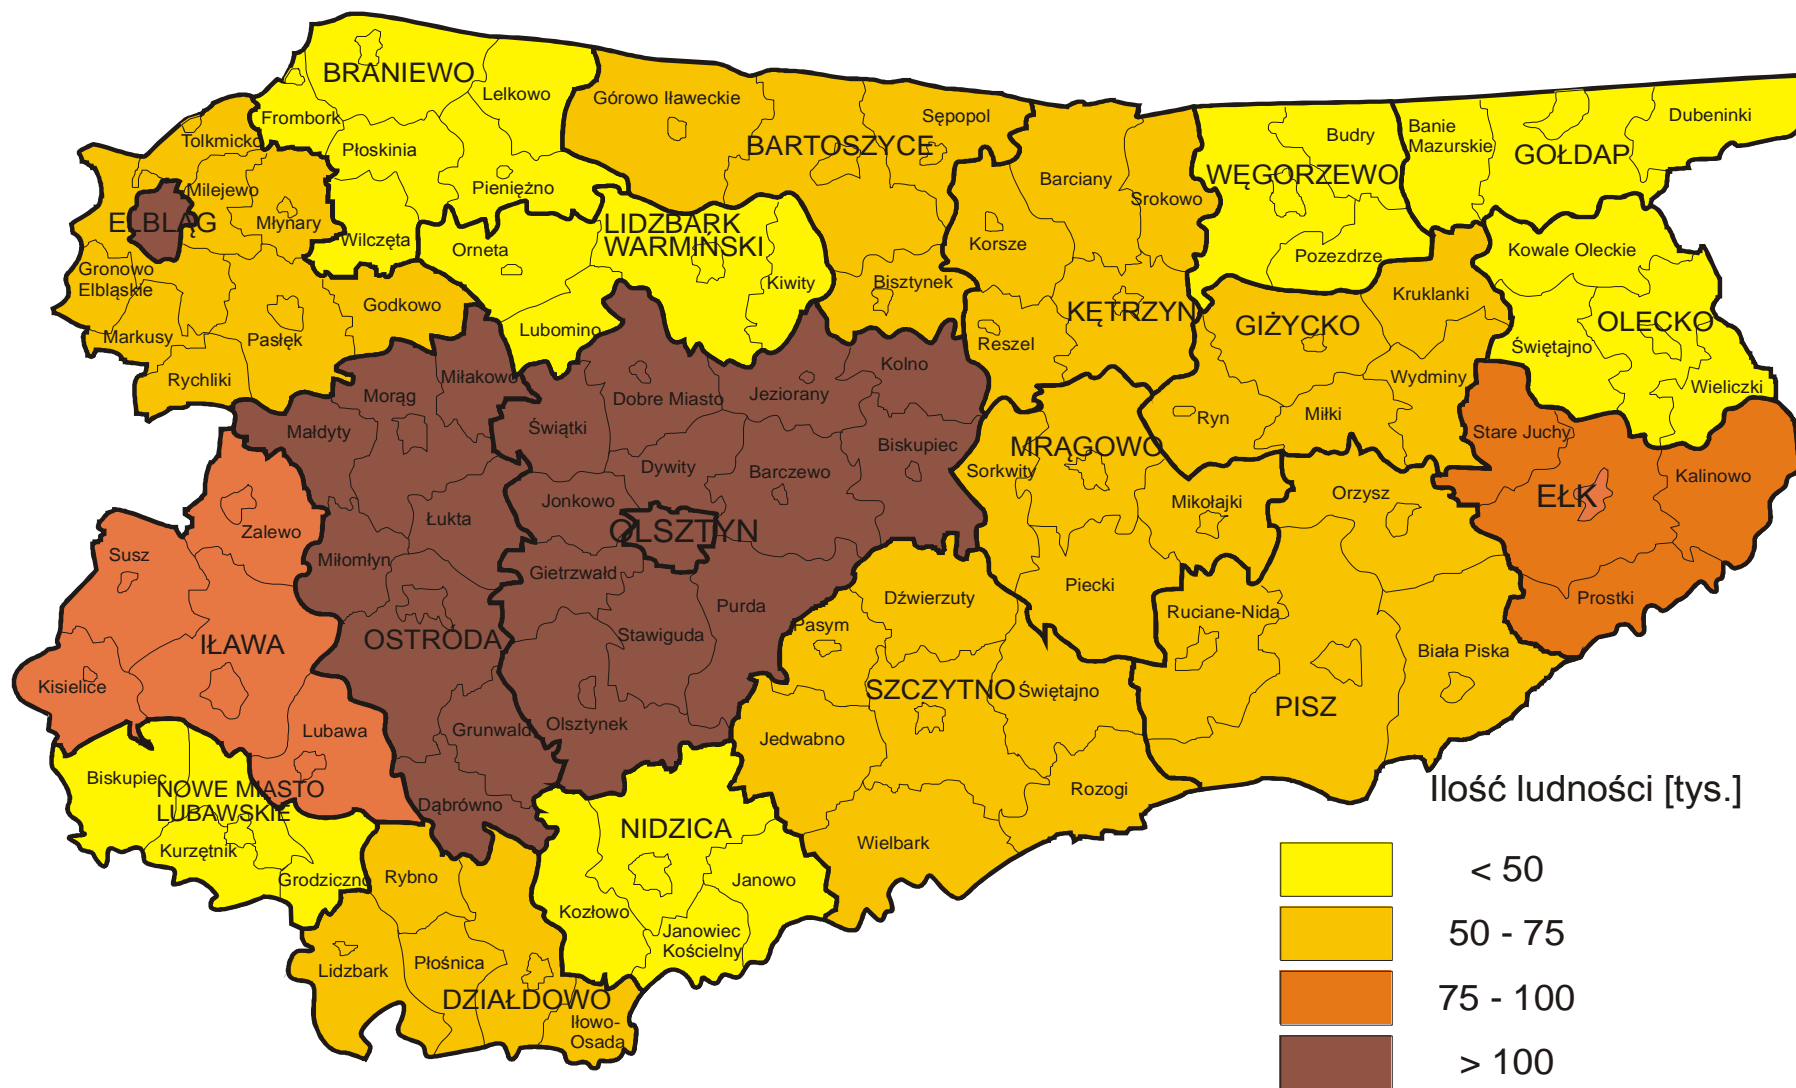 BRANIEWO
Lelkowo
Frombork
Płoskinia
Pieniężno
Wilczęta
Górowo Iławeckie
Sępopol
BARTOSZYCE
Bisztynek
Tolkmicko
Milejewo
ELBLĄG
Młynary
Gronowo
Elbląskie
Godkowo
Markusy
Pasłęk
Rychliki
Orneta
LIDZBARK
WARMIŃSKI
Kiwity
Lubomino
Barciany
Srokowo
Korsze
KĘTRZYN
Reszel
Budry
WĘGORZEWO
Pozezdrze
Banie
Mazurskie
GOŁDAP
Dubeninki
Kowale Oleckie
OLECKO
Świętajno
Wieliczki
Kruklanki
GIŻYCKO
Wydminy
Ryn
Miłki
Miłakowo
Morąg
Małdyty
Łukta
Miłomłyn
OSTRÓDA
Grunwald
Dąbrówno
Kolno
Dobre Miasto
Jeziorany
Świątki
Biskupiec
Dywity
Barczewo
Jonkowo
OLSZTYN
Gietrzwałd
Purda
Stawiguda
Olsztynek
MRĄGOWO
Sorkwity
Mikołajki
Piecki
Stare Juchy
Kalinowo
EŁK
Prostki
Orzysz
Ruciane-Nida
Biała Piska
PISZ
Zalewo
Susz
IŁAWA
Kisielice
Lubawa
Dźwierzuty
Pasym
SZCZYTNO
Świętajno
Jedwabno
Rozogi
Wielbark
Biskupiec
NOWE MIASTO
LUBAWSKIE
Kurzętnik
Grodziczno
NIDZICA
Janowo
Kozłowo
Janowiec
Kościelny
Rybno
Lidzbark
Płośnica
DZIAŁDOWO
Iłowo-
Osada
Ilość ludności [tys.]
< 50
50 - 75
75 - 100
> 100